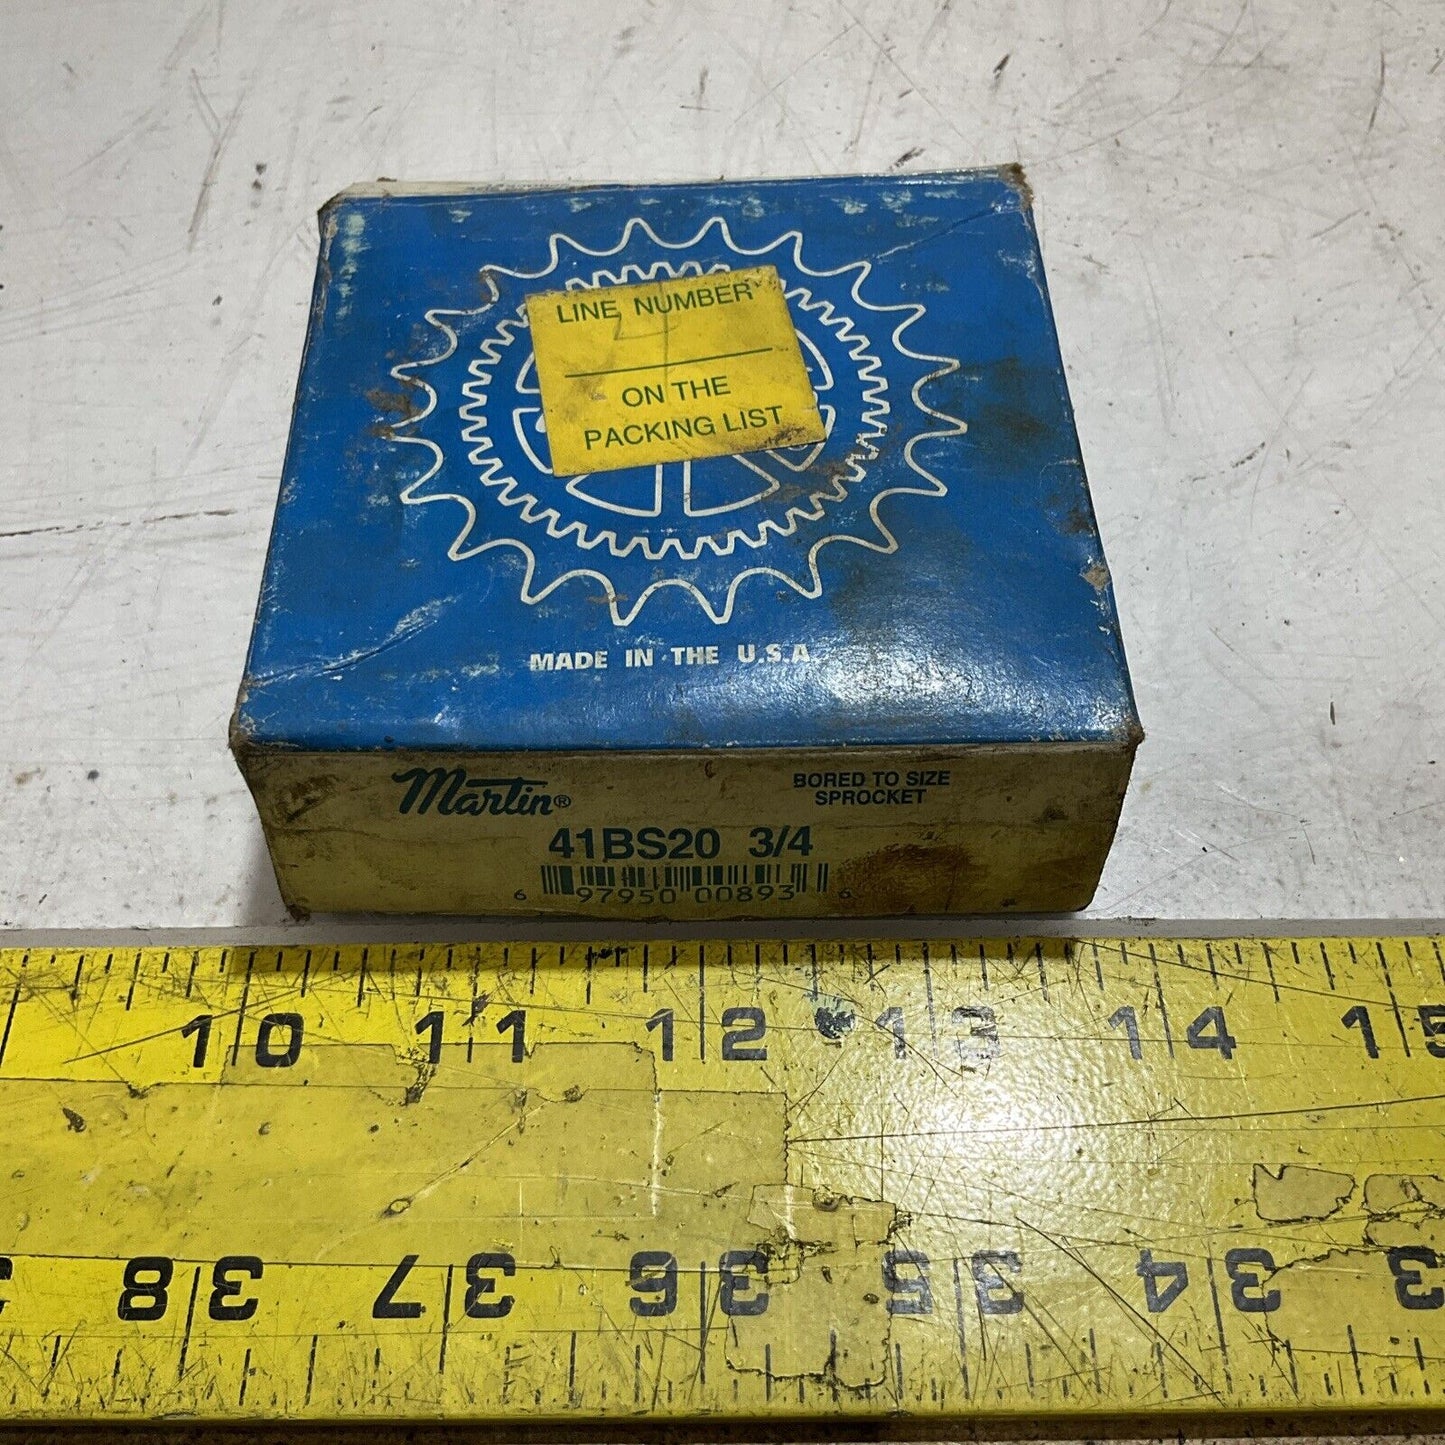 LINE NUMBER
ON THE
PACKING LIST
MADE IN THE U.S.A.
Martin®
BORED TO SIZE
SPROCKET
41BS20 3/4
6 97950 00893 6
10 11 12 13 14 15
38 37 36 35 34 3